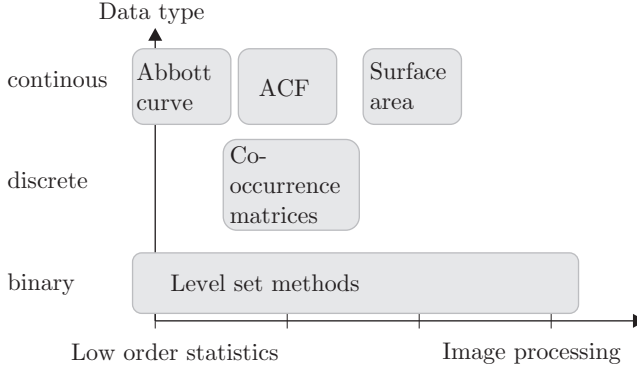 Data type
continous
Abbott
curve
ACF
Surface
area
discrete
Co-
occurrence
matrices
binary
Level set methods
Low order statistics
Image processing